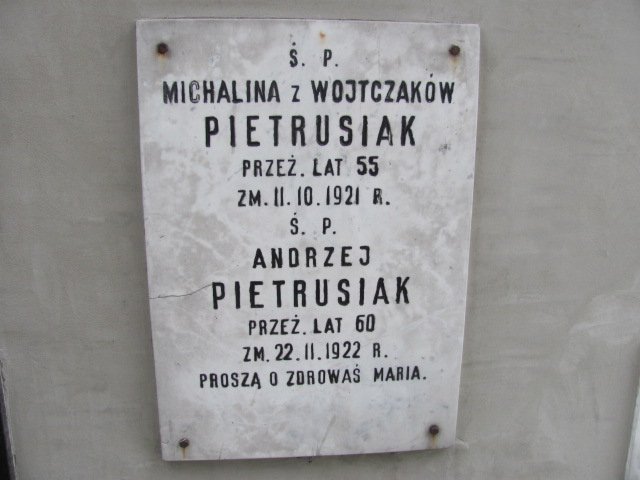 Ś. P.
MICHALINA Z WOJTCZAKÓW
PIETRUSIAK
PRZEŻ. LAT 55
ZM. 11.10.1921 R.
Ś. P.
ANDRZEJ
PIETRUSIAK
PRZEŻ. LAT 60
ZM. 22.11.1922 R.
PROSZĄ O ZDROWAŚ MARIA.